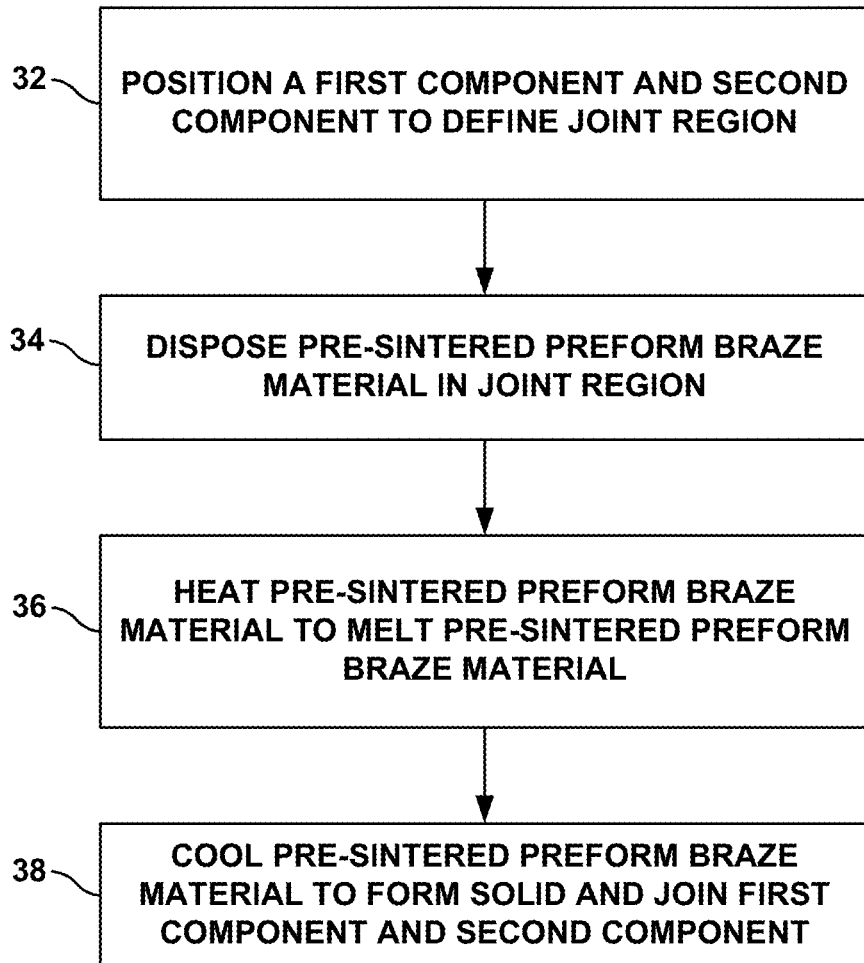 32
POSITION A FIRST COMPONENT AND SECOND
COMPONENT TO DEFINE JOINT REGION
34
DISPOSE PRE-SINTERED PREFORM BRAZE
MATERIAL IN JOINT REGION
36
HEAT PRE-SINTERED PREFORM BRAZE
MATERIAL TO MELT PRE-SINTERED PREFORM
BRAZE MATERIAL
38
COOL PRE-SINTERED PREFORM BRAZE
MATERIAL TO FORM SOLID AND JOIN FIRST
COMPONENT AND SECOND COMPONENT